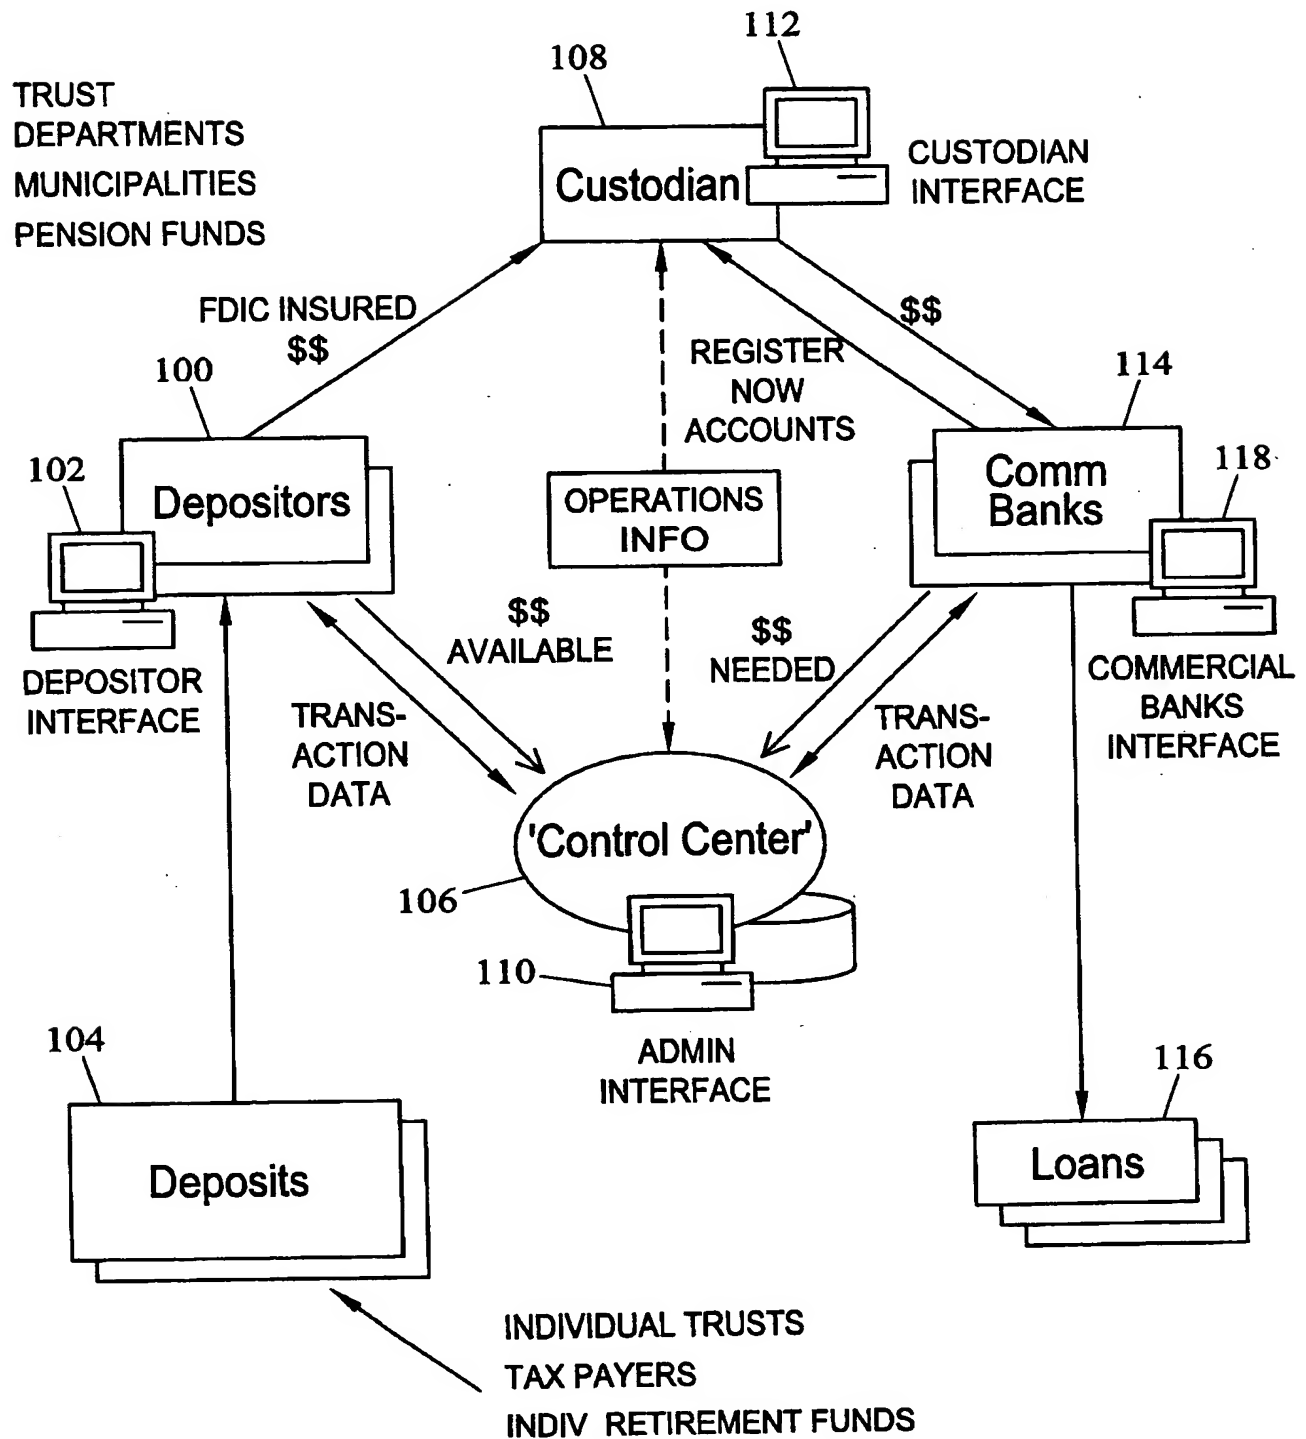 112
108
TRUST
DEPARTMENTS
MUNICIPALITIES
PENSION FUNDS
Custodian
CUSTODIAN
INTERFACE
FDIC INSURED
$$
$$
REGISTER
NOW
ACCOUNTS
100
114
102
118
Depositors
OPERATIONS
INFO
Comm
Banks
$$
AVAILABLE
$$
NEEDED
DEPOSITOR
INTERFACE
COMMERCIAL
BANKS
INTERFACE
TRANS-
ACTION
DATA
TRANS-
ACTION
DATA
'Control Center'
106
110
ADMIN
INTERFACE
104
116
Deposits
Loans
INDIVIDUAL TRUSTS
TAX PAYERS
INDIV RETIREMENT FUNDS